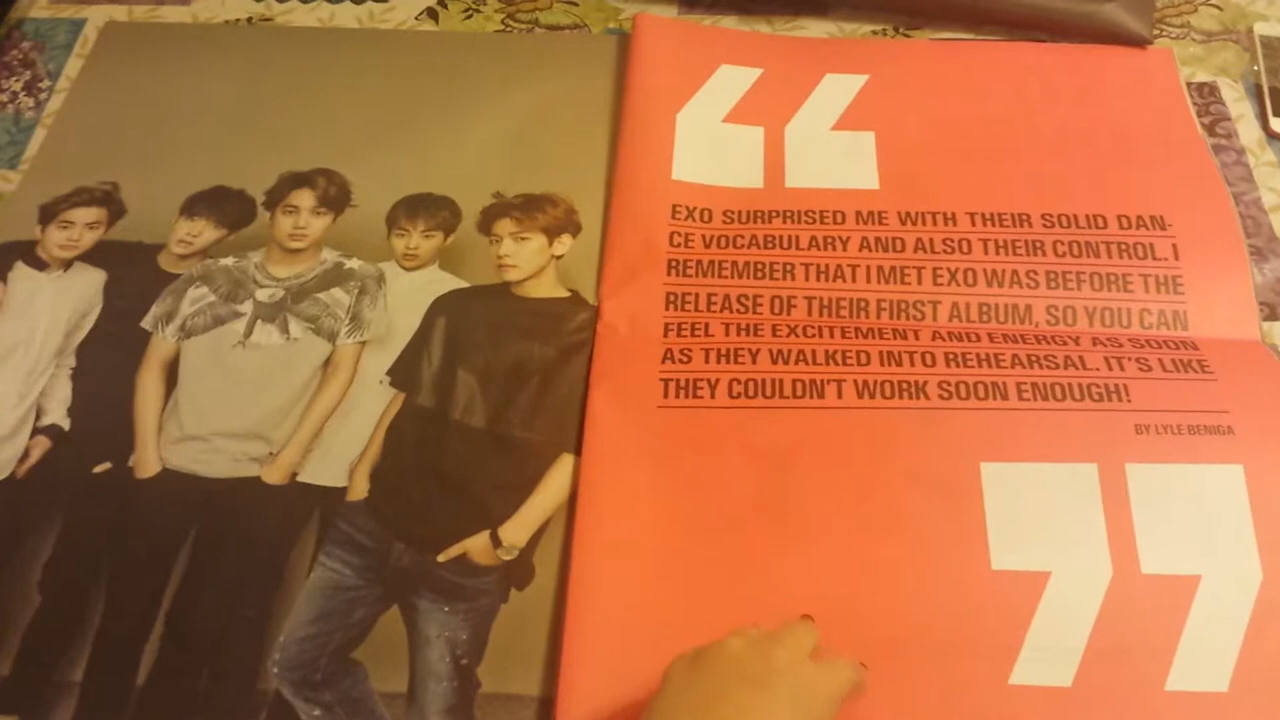 “
EXO SURPRISED ME WITH THEIR SOLID DAN-
CE VOCABULARY AND ALSO THEIR CONTROL. I
REMEMBER THAT I MET EXO WAS BEFORE THE
RELEASE OF THEIR FIRST ALBUM, SO YOU CAN
FEEL THE EXCITEMENT AND ENERGY AS SOON
AS THEY WALKED INTO REHEARSAL. IT'S LIKE
THEY COULDN'T WORK SOON ENOUGH!
BY LYLE BENIGA
”